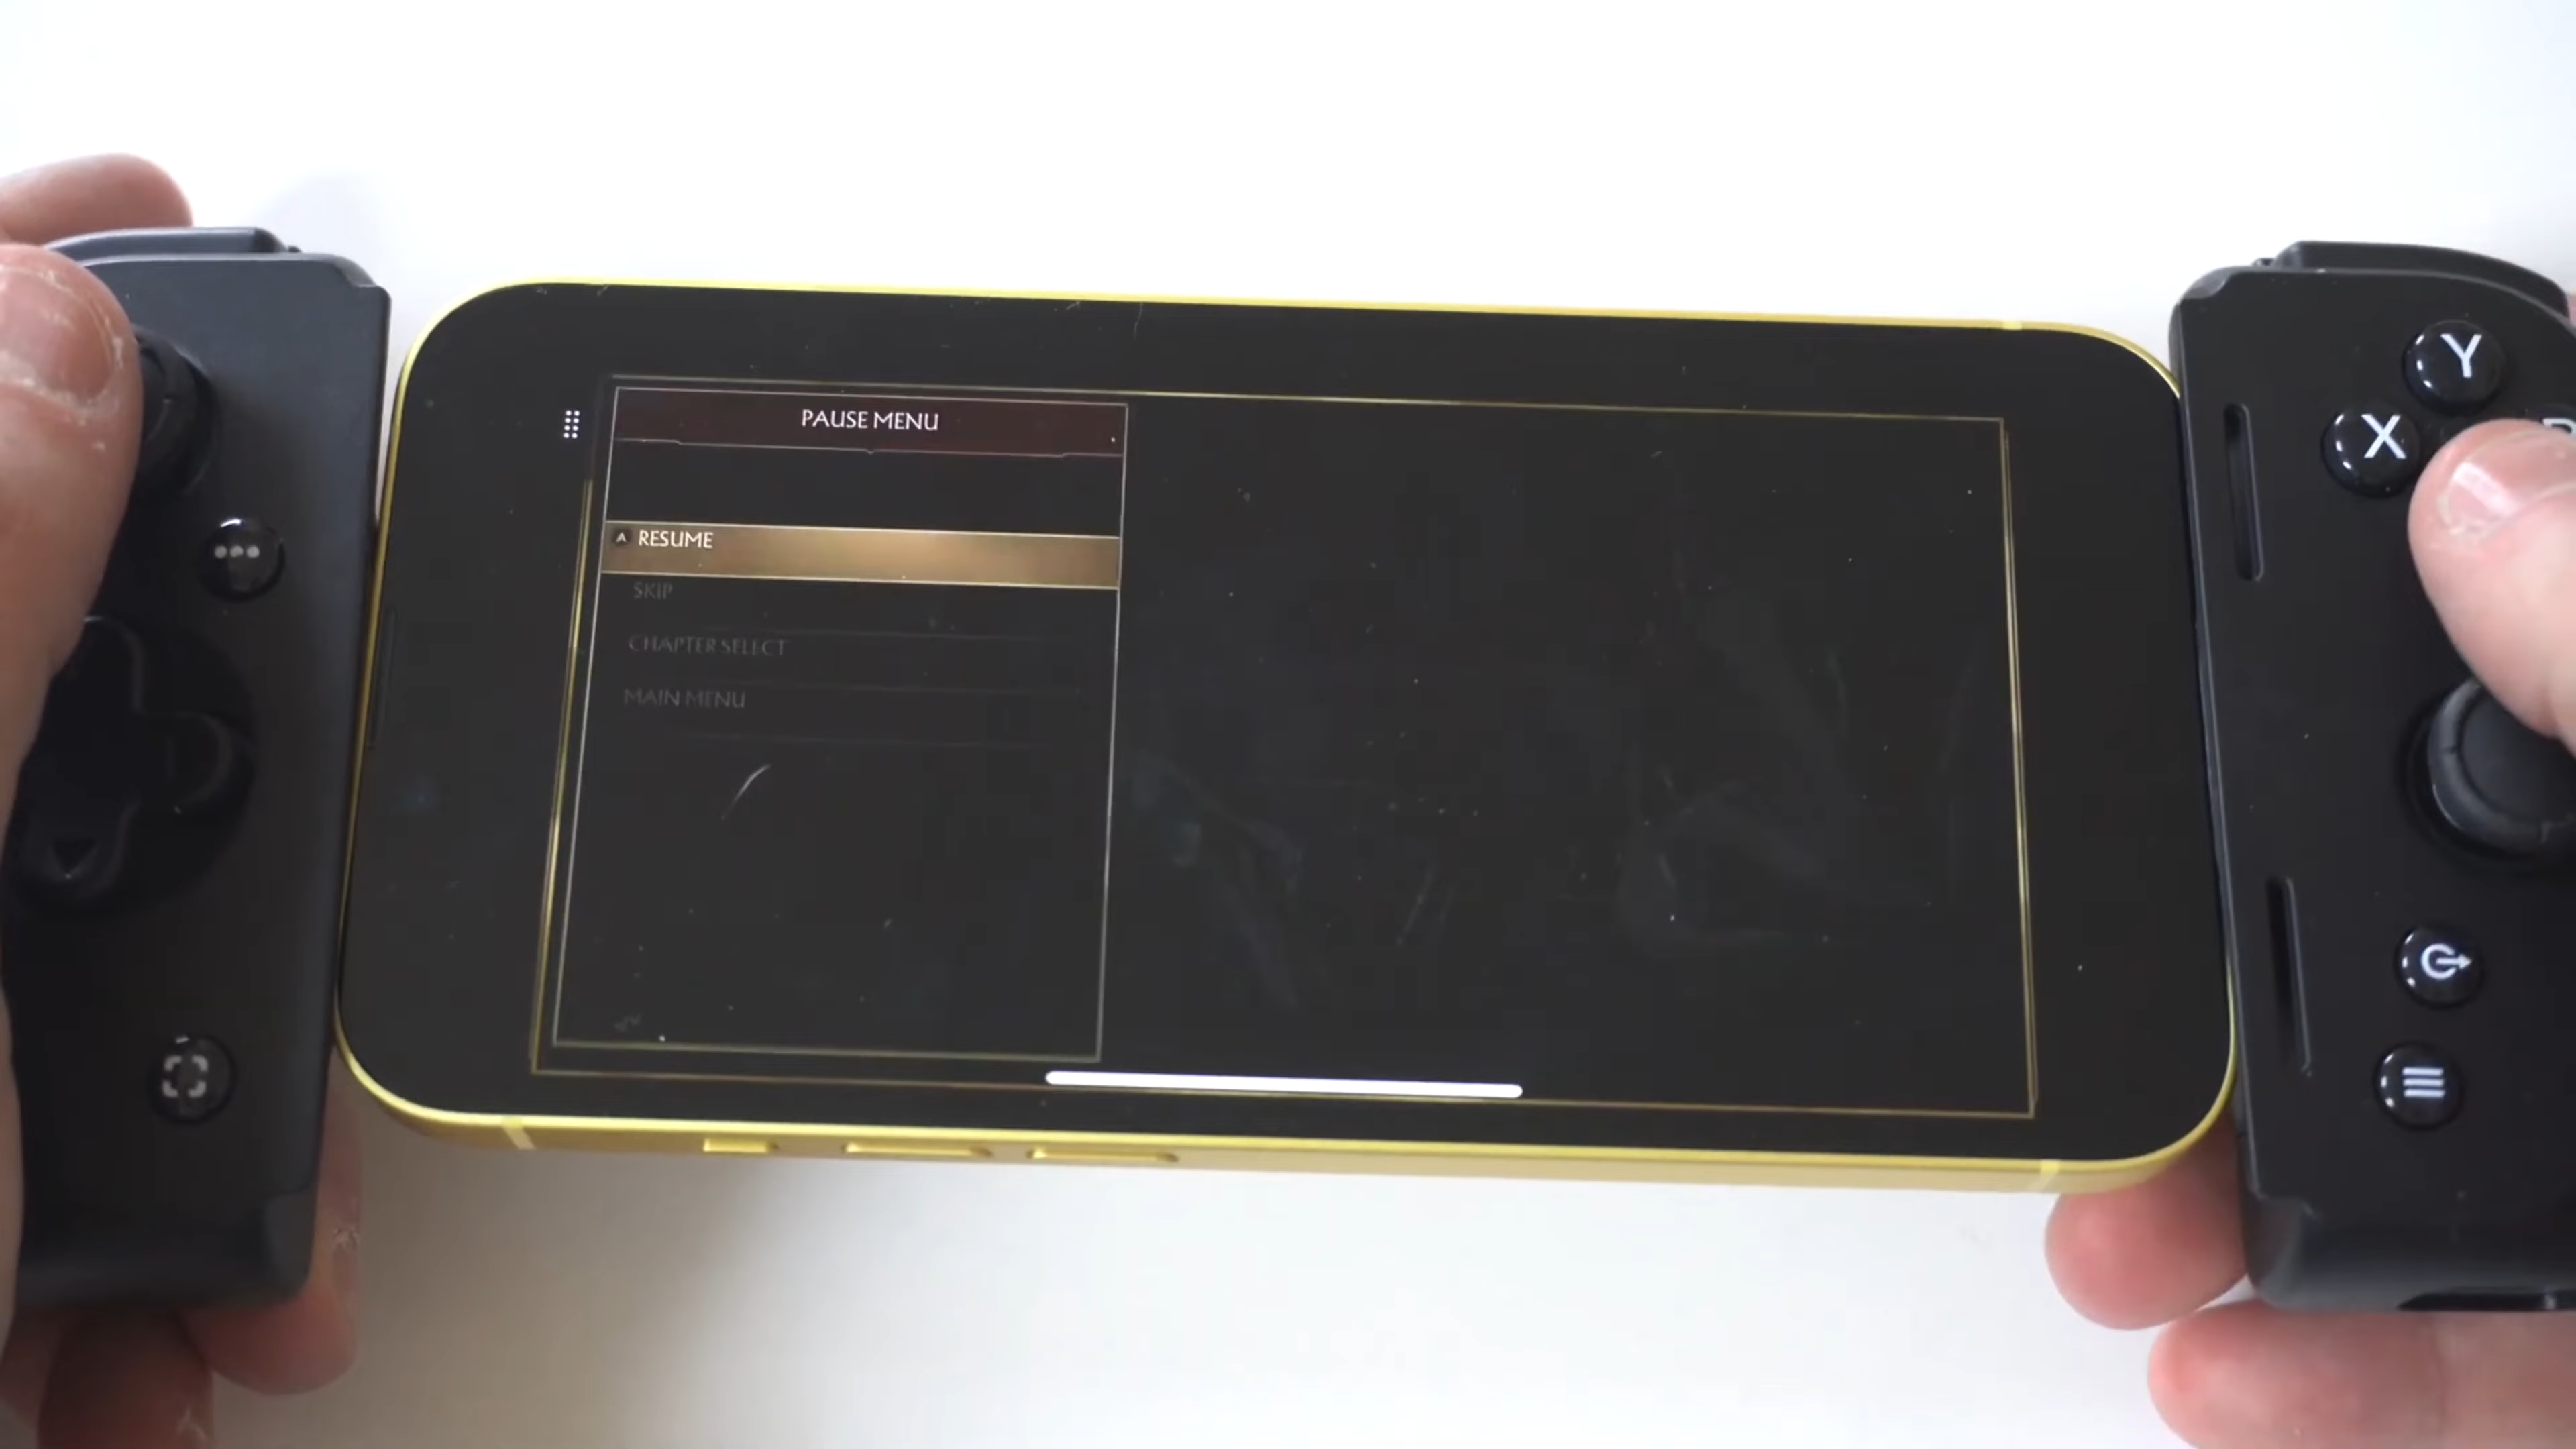 PAUSE MENU
A RESUME
SKIP
CHAPTER SELECT
MAIN MENU
Y
X